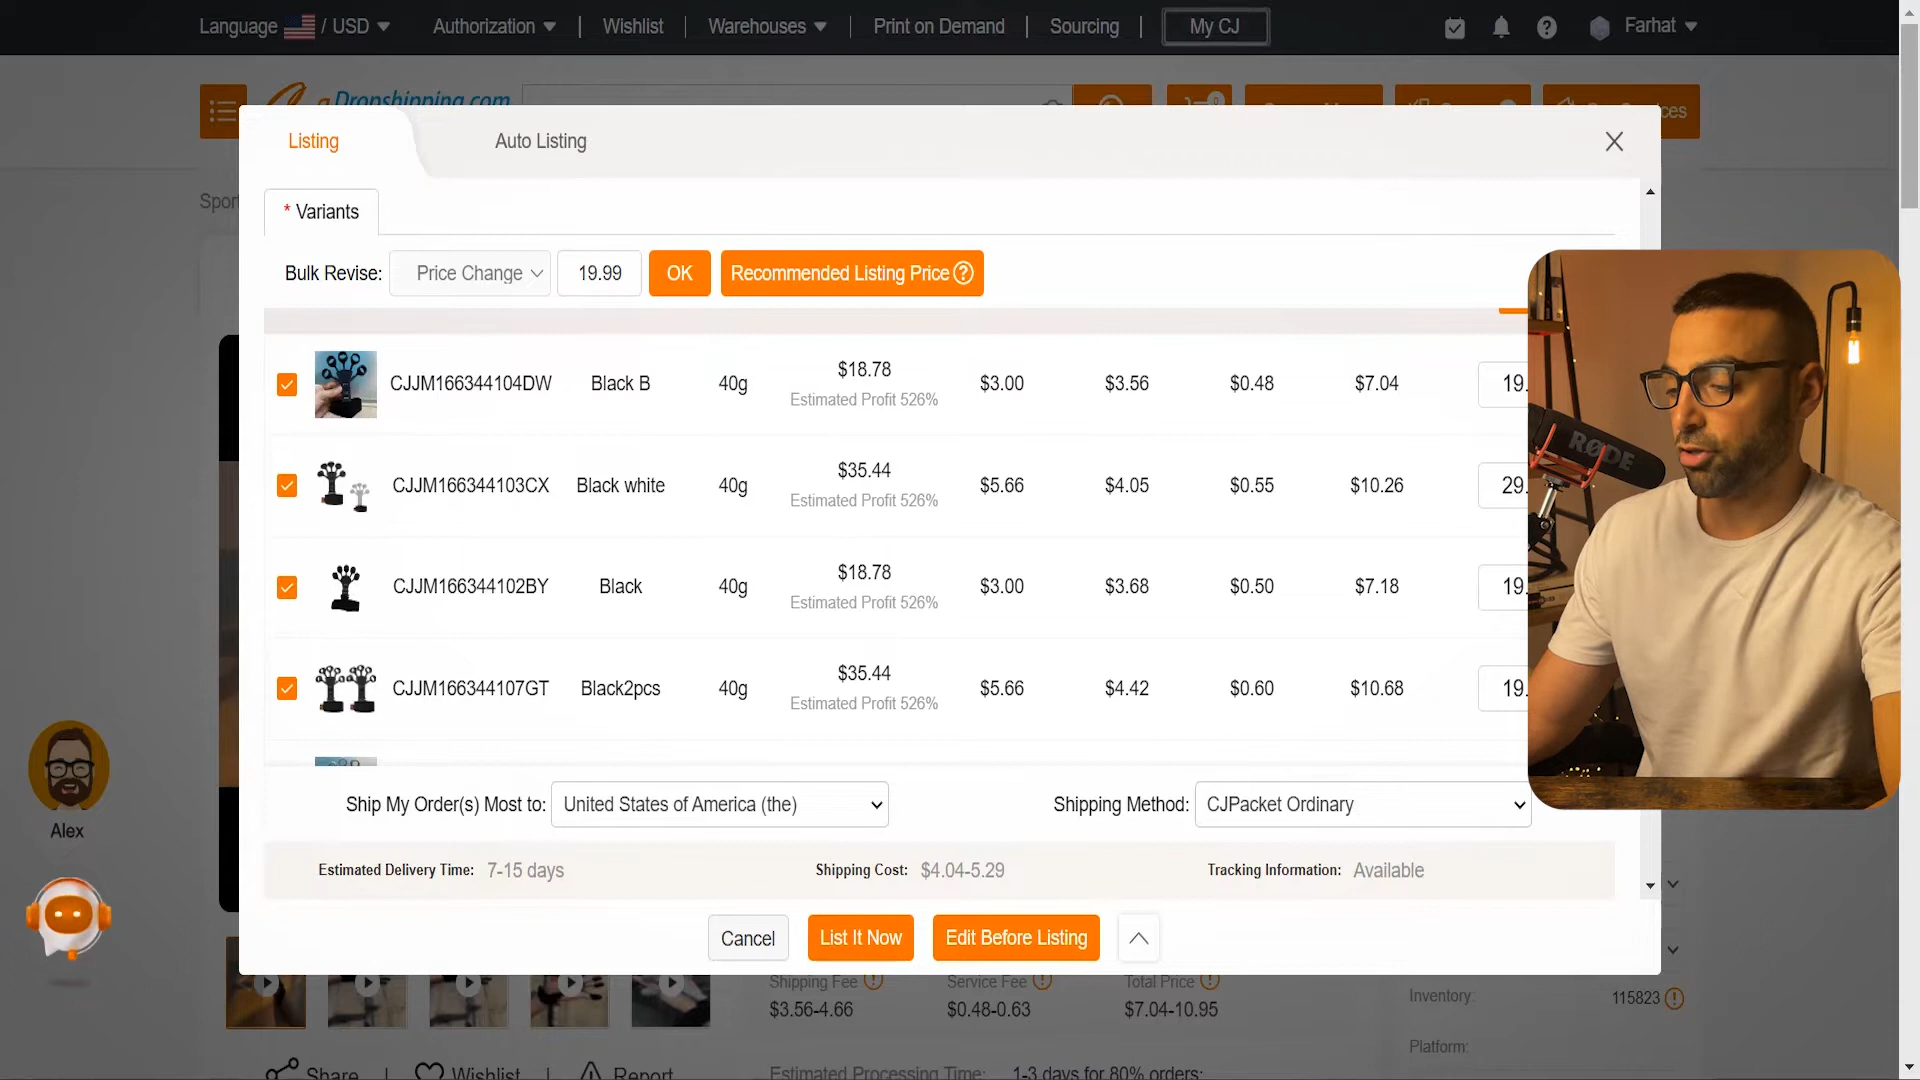 Language / USD Authorization | Wishlist | Warehouses | Print on Demand | Sourcing | My CJ Farhat
Dropshipping.com
Listing Auto Listing
* Variants
Bulk Revise: Price Change 19.99 OK Recommended Listing Price ?
CJJM166344104DW Black B 40g $18.78 $3.00 $3.56 $0.48 $7.04 19.
Estimated Profit 526%
CJJM166344103CX Black white 40g $35.44 $5.66 $4.05 $0.55 $10.26 29.
Estimated Profit 526%
CJJM166344102BY Black 40g $18.78 $3.00 $3.68 $0.50 $7.18 19.
Estimated Profit 526%
CJJM166344107GT Black2pcs 40g $35.44 $5.66 $4.42 $0.60 $10.68 19.
Estimated Profit 526%
RØDE
Ship My Order(s) Most to: United States of America (the) Shipping Method: CJPacket Ordinary
Alex
Estimated Delivery Time: 7-15 days Shipping Cost: $4.04-5.29 Tracking Information: Available
Cancel List It Now Edit Before Listing
Shipping Fee Service Fee Total Price
$3.56-4.66 $0.48-0.63 $7.04-10.95
Inventory: 115823
Platform:
Share | Wishlist | Report
Estimated Processing Time: 1-3 days for 80% orders;